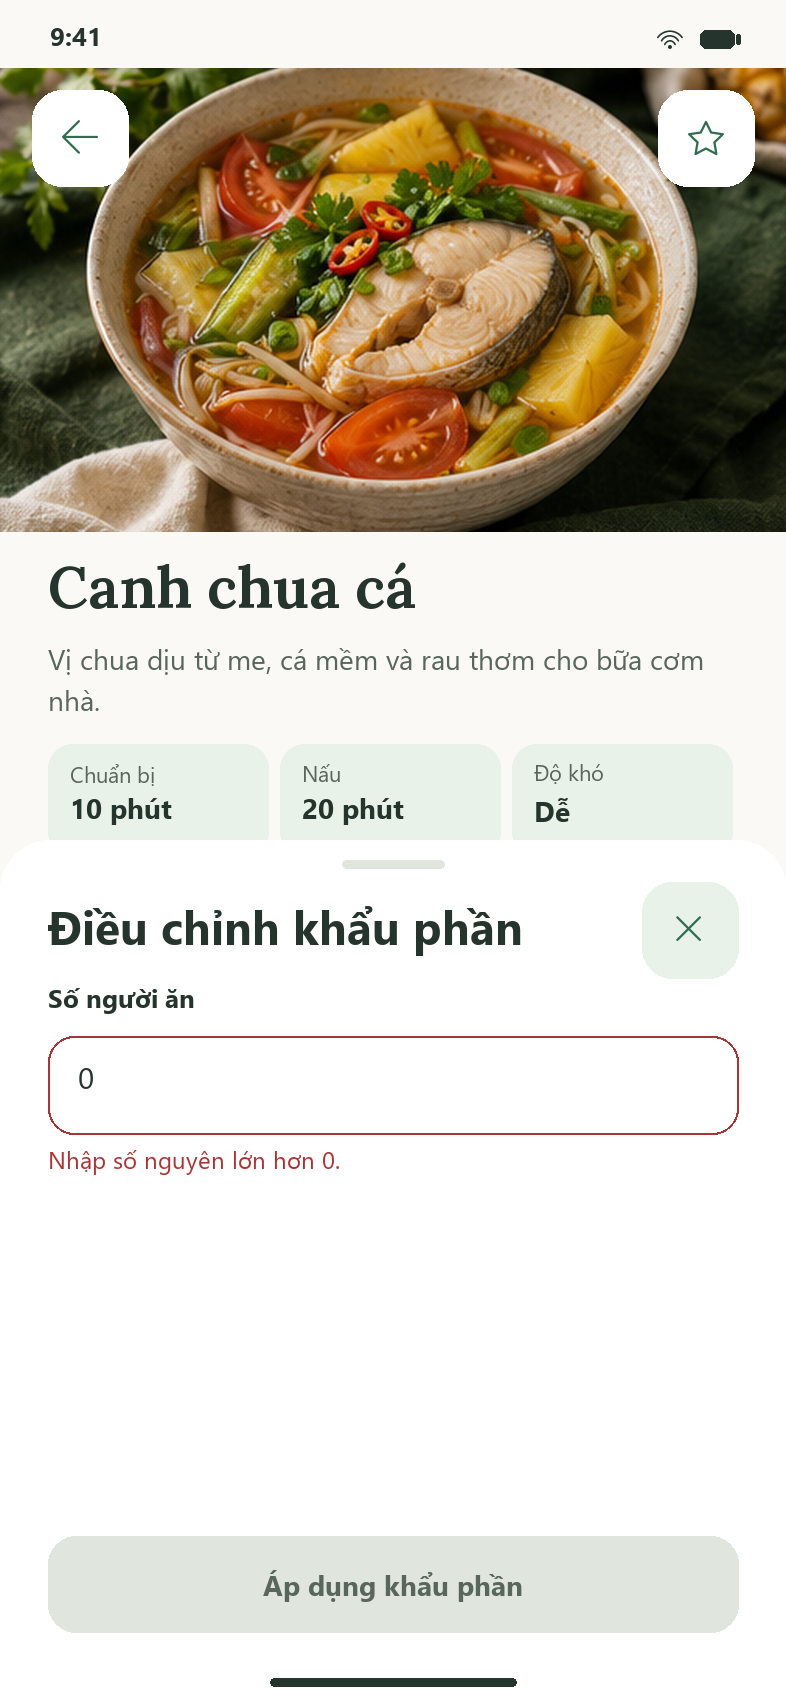 9:41
Canh chua cá
Vị chua dịu từ me, cá mềm và rau thơm cho bữa cơm
nhà.
Chuẩn bị
10 phút
Nấu
20 phút
Độ khó
Dễ
Điều chỉnh khẩu phần
Số người ăn
0
Nhập số nguyên lớn hơn 0.
Áp dụng khẩu phần